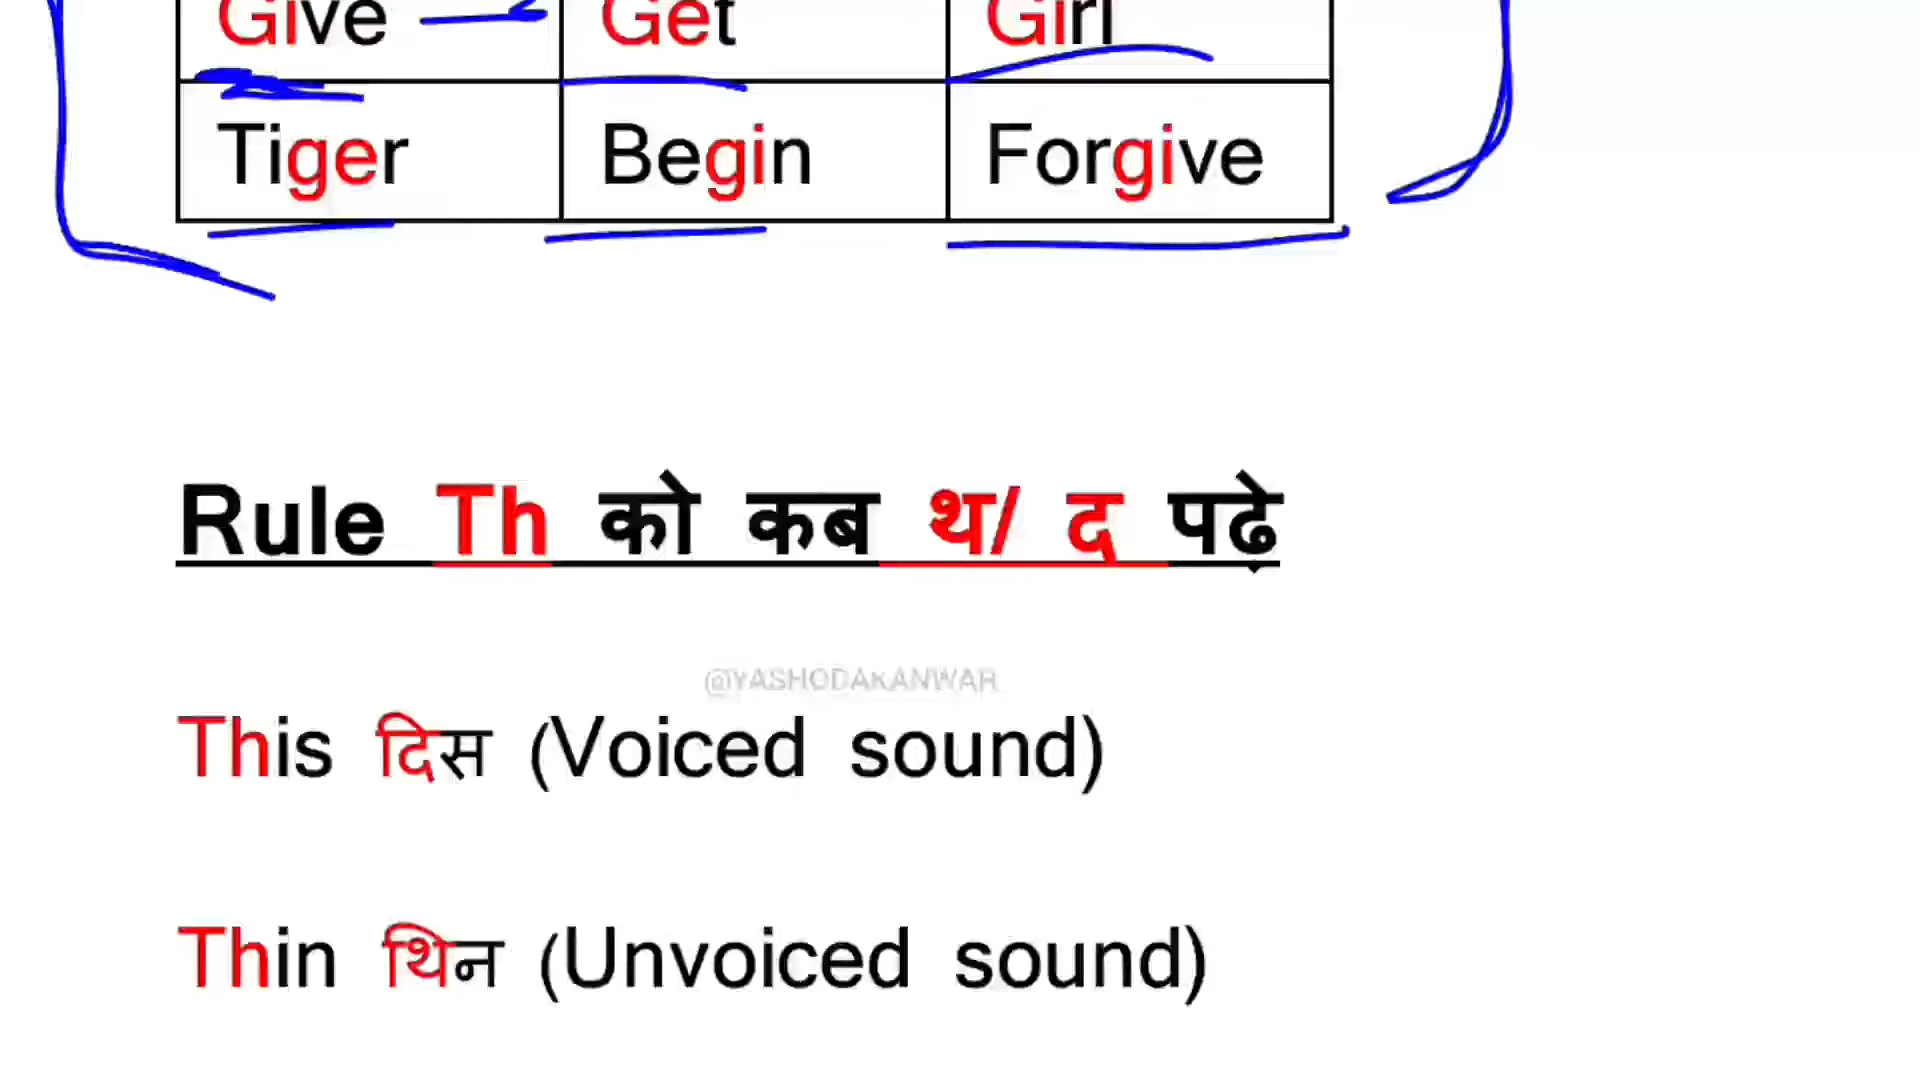 Give Get Girl
Tiger Begin Forgive
Rule Th को कब थ/ द पढ़े
@YASHODAKANWAR
This दिस (Voiced sound)
Thin थिन (Unvoiced sound)